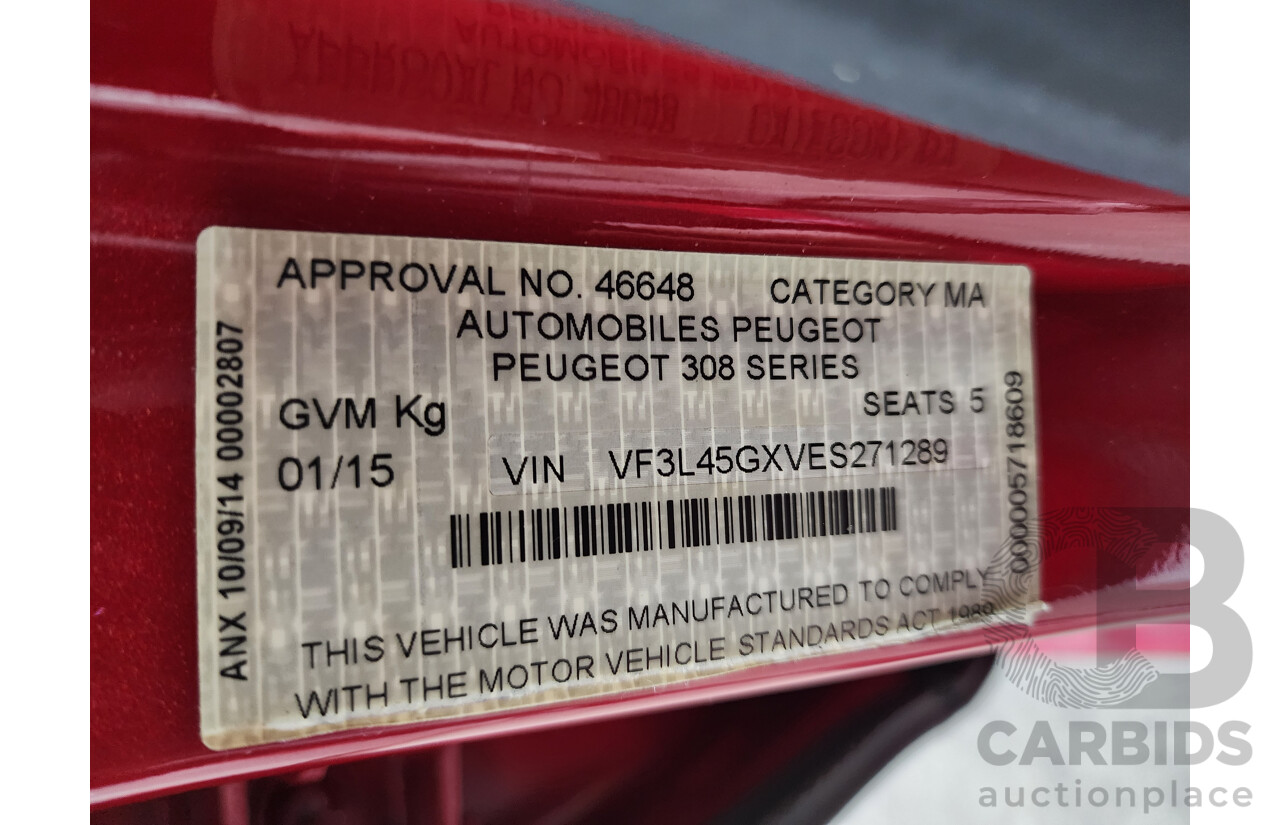 APPROVAL NO. 46648 CATEGORY MA
AUTOMOBILES PEUGEOT
PEUGEOT 308 SERIES
GVM Kg SEATS 5
01/15 VIN VF3L45GXVES271289
THIS VEHICLE WAS MANUFACTURED TO COMPLY
WITH THE MOTOR VEHICLE STANDARDS ACT 1989
ANX 10/09/14 00002807
000005718609
CB
CARBIDS
auctionplace